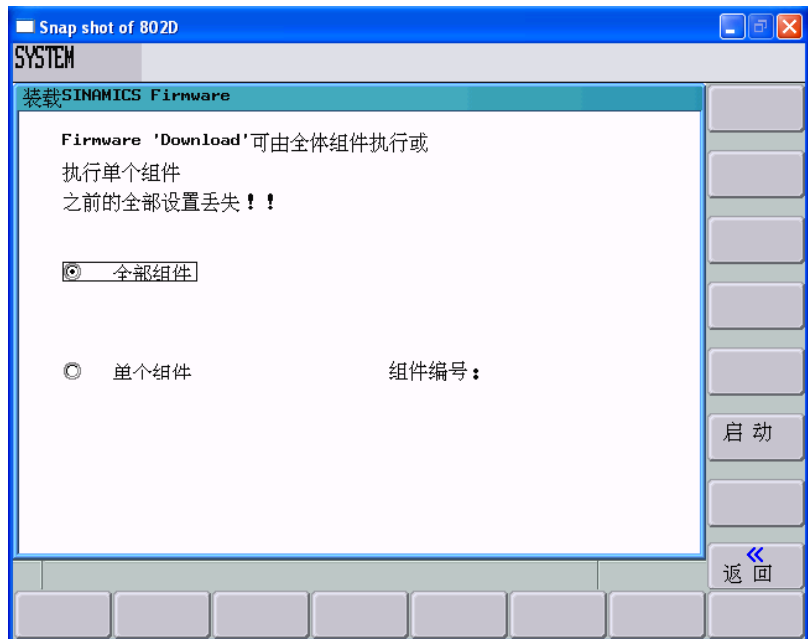 Snap shot of 802D
SYSTEM
装载SINAMICS Firmware
Firmware 'Download'可由全体组件执行或
执行单个组件
之前的全部设置丢失！！
全部组件
单个组件 组件编号：
启动
«
返回